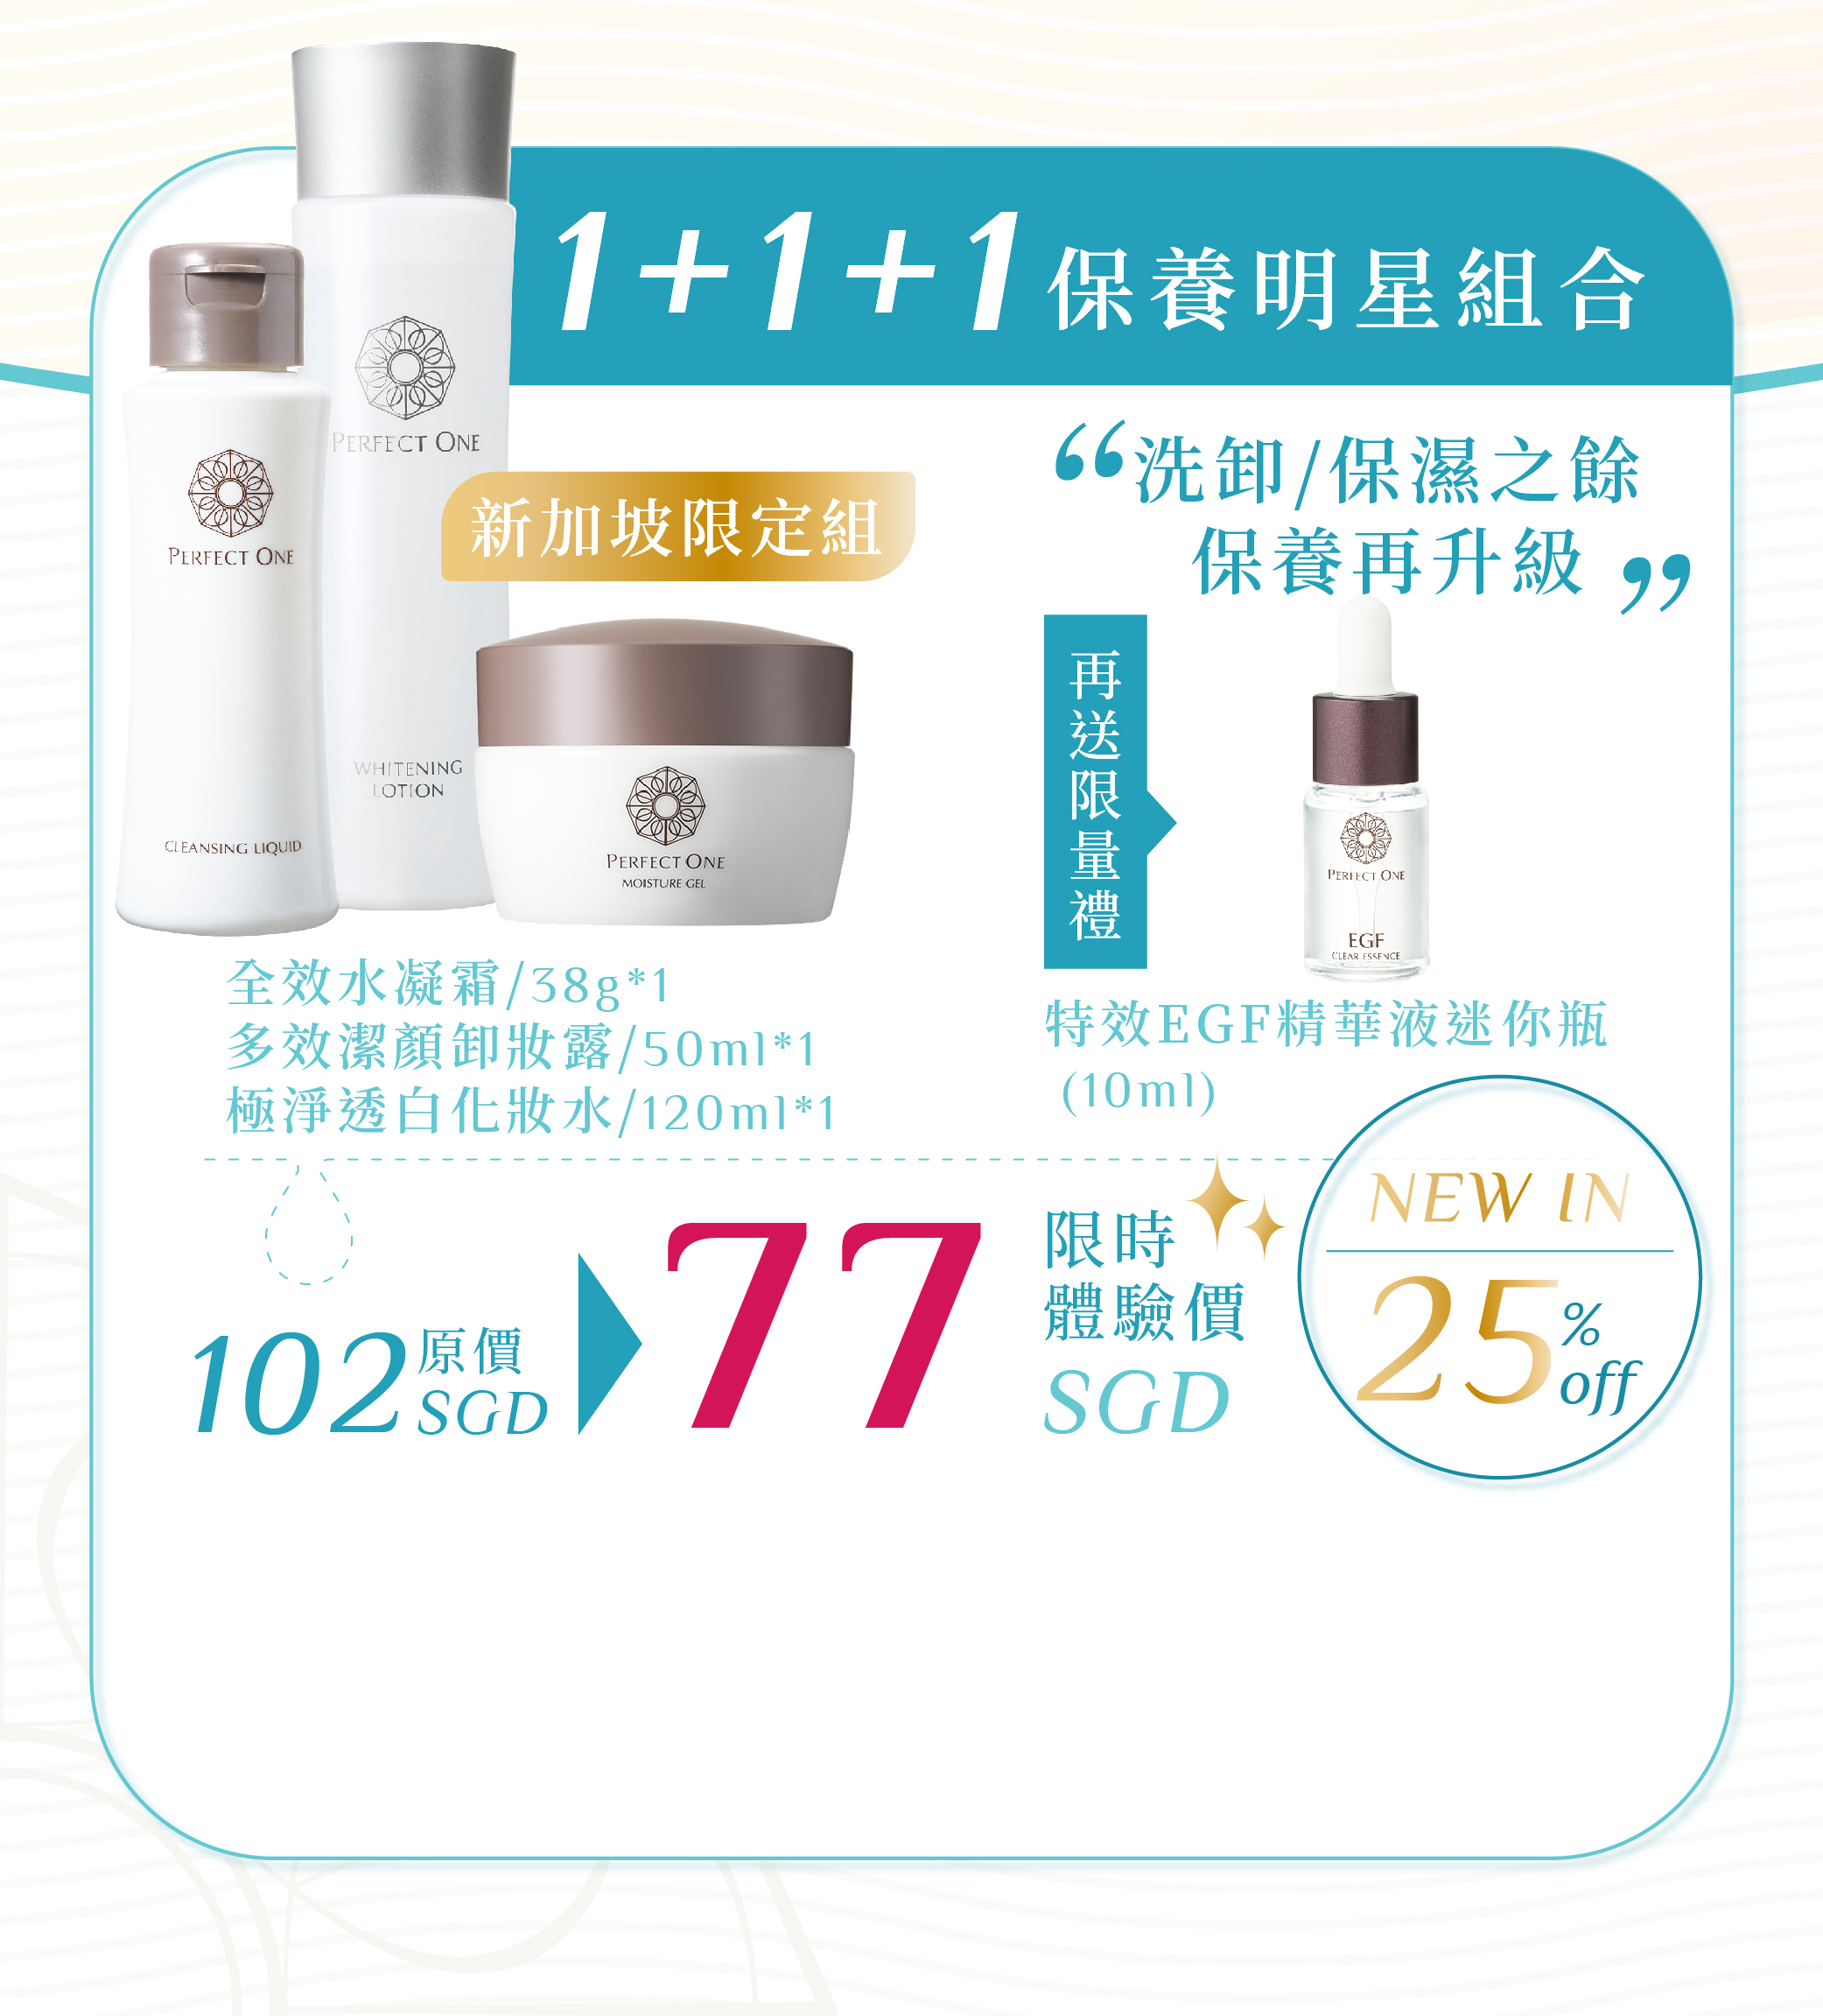 1+1+1保養明星組合
PERFECT ONE
WHITENING
LOTION
PERFECT ONE
CLEANSING LIQUID
新加坡限定組
PERFECT ONE
MOISTURE GEL
“洗卸/保濕之餘
保養再升級”
再送限量禮
PERFECT ONE
EGF
CLEAR ESSENCE
全效水凝霜/38g*1
多效潔顏卸妝露/50ml*1
極淨透白化妝水/120ml*1
特效EGF精華液迷你瓶
(10ml)
102原價
SGD
77
限時
體驗價
SGD
NEW IN
25%
off